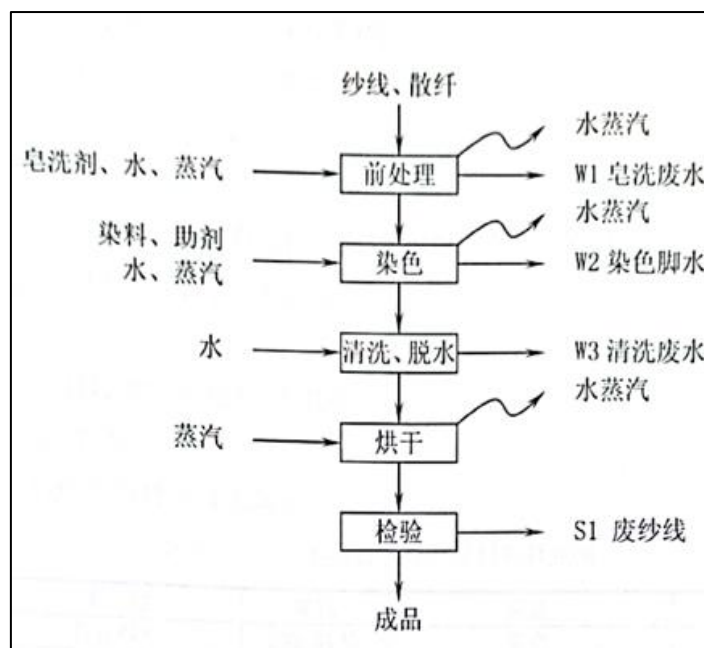 纱线、散纤
水蒸汽
皂洗剂、水、蒸汽
前处理
W1 皂洗废水
水蒸汽
染料、助剂
水、蒸汽
染色
W2 染色脚水
水
清洗、脱水
W3 清洗废水
水蒸汽
蒸汽
烘干
检验
S1 废纱线
成品